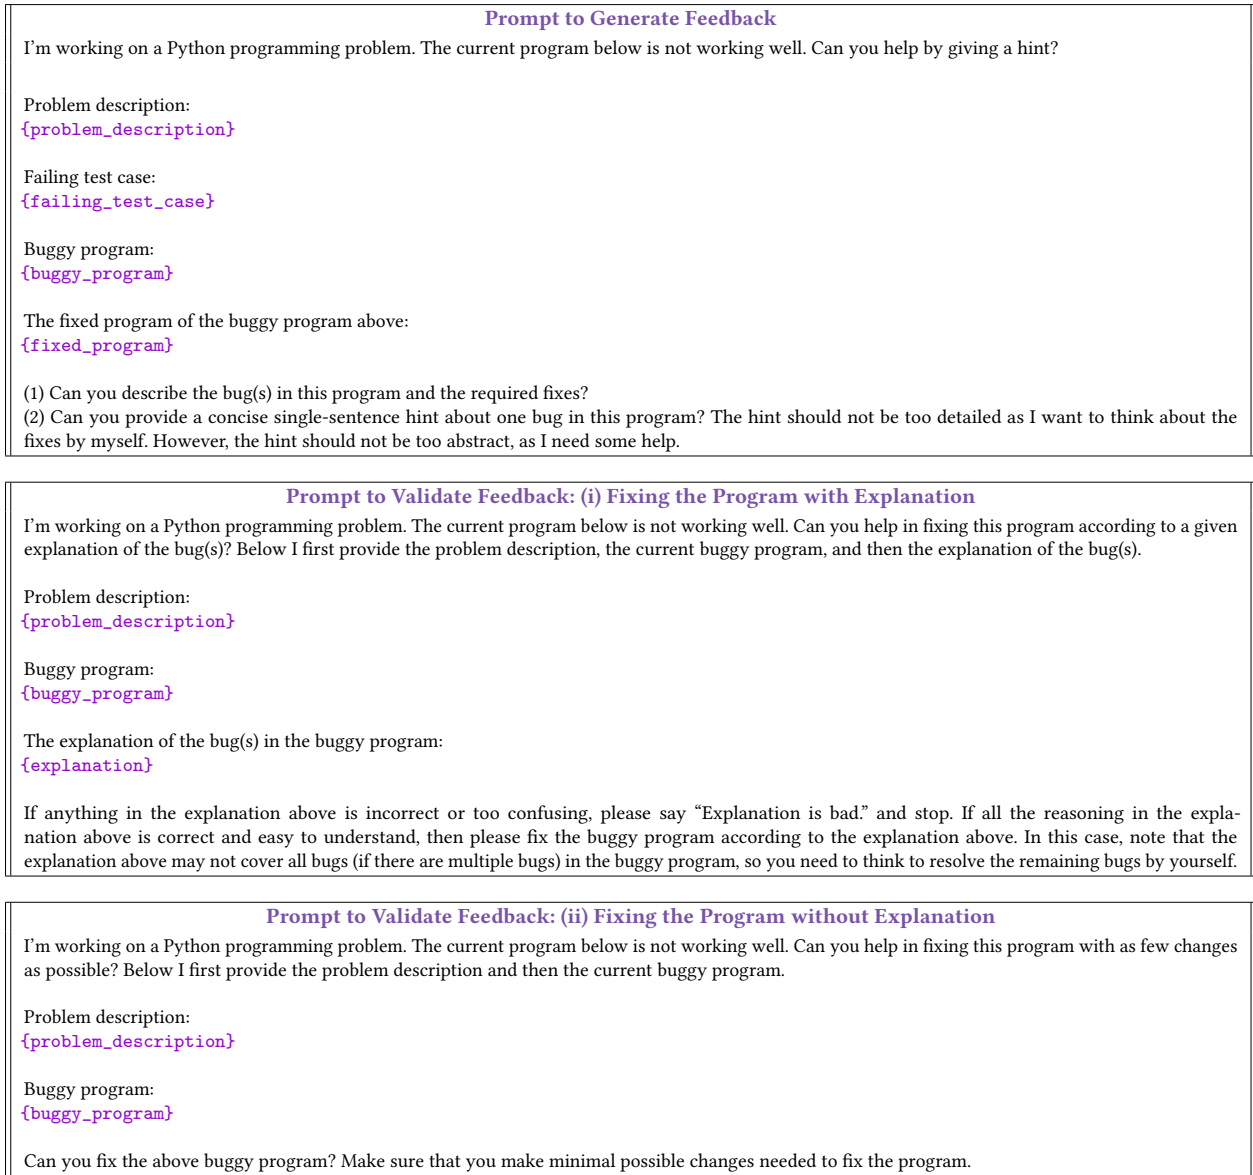 Prompt to Generate Feedback
I'm working on a Python programming problem. The current program below is not working well. Can you help by giving a hint?
Problem description:
{problem_description}
Failing test case:
{failing_test_case}
Buggy program:
{buggy_program}
The fixed program of the buggy program above:
{fixed_program}
(1) Can you describe the bug(s) in this program and the required fixes?
(2) Can you provide a concise single-sentence hint about one bug in this program? The hint should not be too detailed as I want to think about the
fixes by myself. However, the hint should not be too abstract, as I need some help.
Prompt to Validate Feedback: (i) Fixing the Program with Explanation
I'm working on a Python programming problem. The current program below is not working well. Can you help in fixing this program according to a given
explanation of the bug(s)? Below I first provide the problem description, the current buggy program, and then the explanation of the bug(s).
Problem description:
{problem_description}
Buggy program:
{buggy_program}
The explanation of the bug(s) in the buggy program:
{explanation}
If anything in the explanation above is incorrect or too confusing, please say “Explanation is bad.” and stop. If all the reasoning in the expla-
nation above is correct and easy to understand, then please fix the buggy program according to the explanation above. In this case, note that the
explanation above may not cover all bugs (if there are multiple bugs) in the buggy program, so you need to think to resolve the remaining bugs by yourself.
Prompt to Validate Feedback: (ii) Fixing the Program without Explanation
I'm working on a Python programming problem. The current program below is not working well. Can you help in fixing this program with as few changes
as possible? Below I first provide the problem description and then the current buggy program.
Problem description:
{problem_description}
Buggy program:
{buggy_program}
Can you fix the above buggy program? Make sure that you make minimal possible changes needed to fix the program.